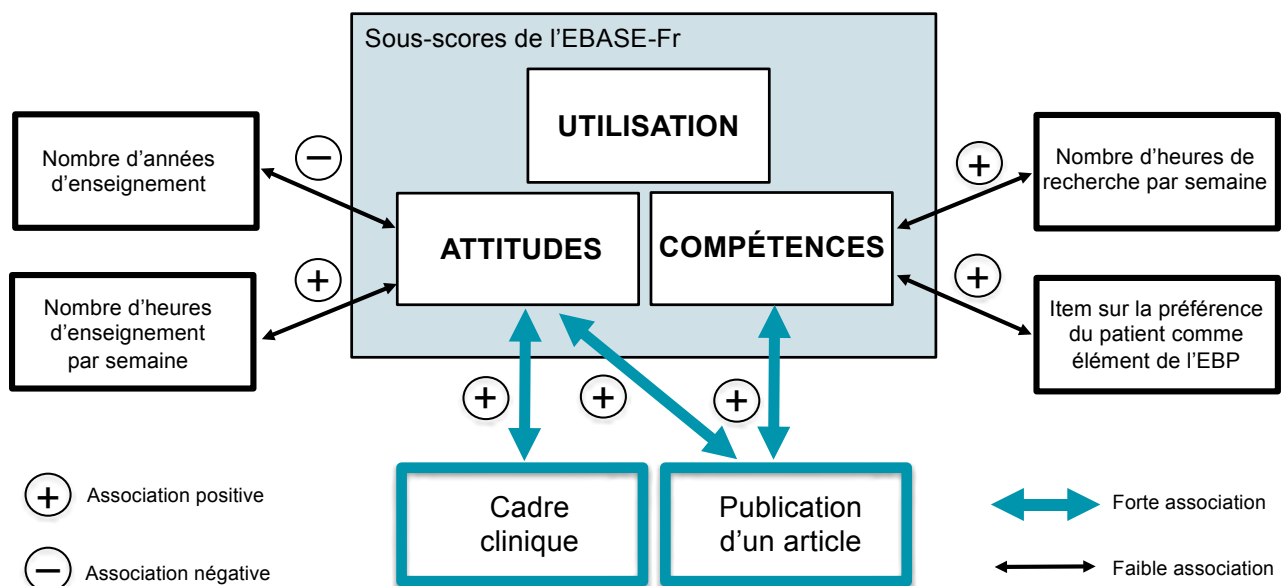 Sous-scores de l'EBASE-Fr
UTILISATION
Nombre d'années
d'enseignement
−
+
Nombre d'heures de
recherche par semaine
ATTITUDES
COMPÉTENCES
Nombre d'heures
d'enseignement
par semaine
+
+
Item sur la préférence
du patient comme
élément de l'EBP
+
+
+
Cadre
clinique
Publication
d'un article
+ Association positive
− Association négative
Forte association
Faible association